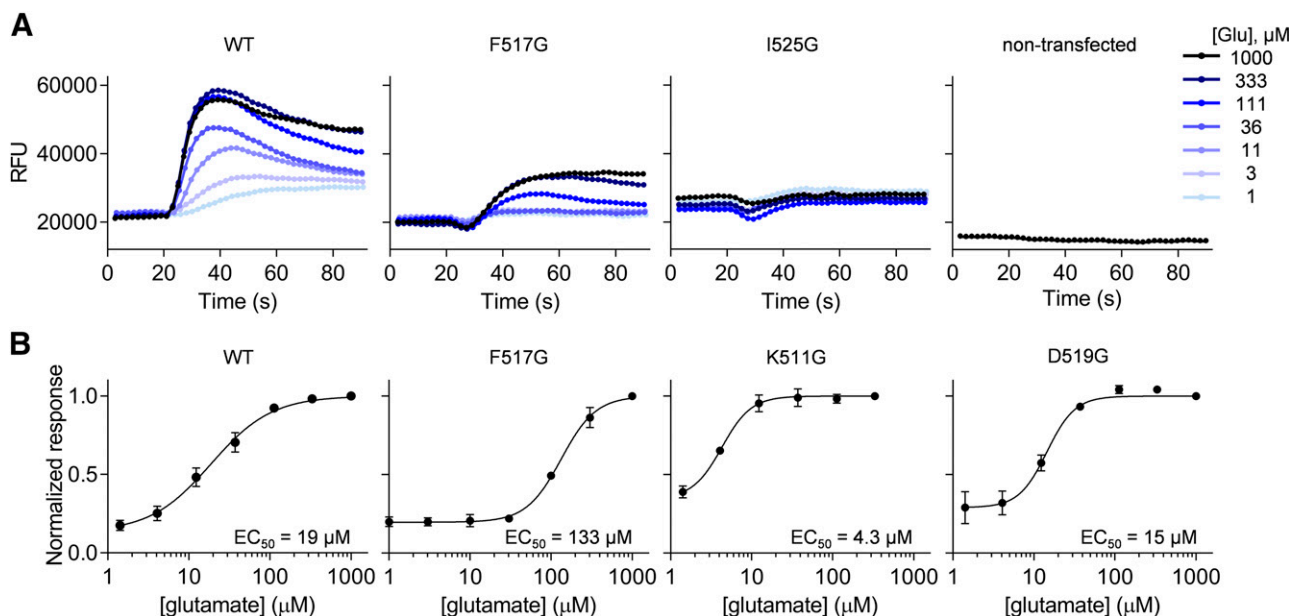 A
WT
F517G
I525G
non-transfected
[Glu], µM
1000
333
111
36
11
3
1
RFU
60000
40000
20000
0 20 40 60 80
0 20 40 60 80
0 20 40 60 80
0 20 40 60 80
Time (s)
Time (s)
Time (s)
Time (s)
B
WT
F517G
K511G
D519G
Normalized response
1.0
0.5
0.0
EC₅₀ = 19 µM
EC₅₀ = 133 µM
EC₅₀ = 4.3 µM
EC₅₀ = 15 µM
1 10 100 1000
1 10 100 1000
1 10 100 1000
1 10 100 1000
[glutamate] (µM)
[glutamate] (µM)
[glutamate] (µM)
[glutamate] (µM)